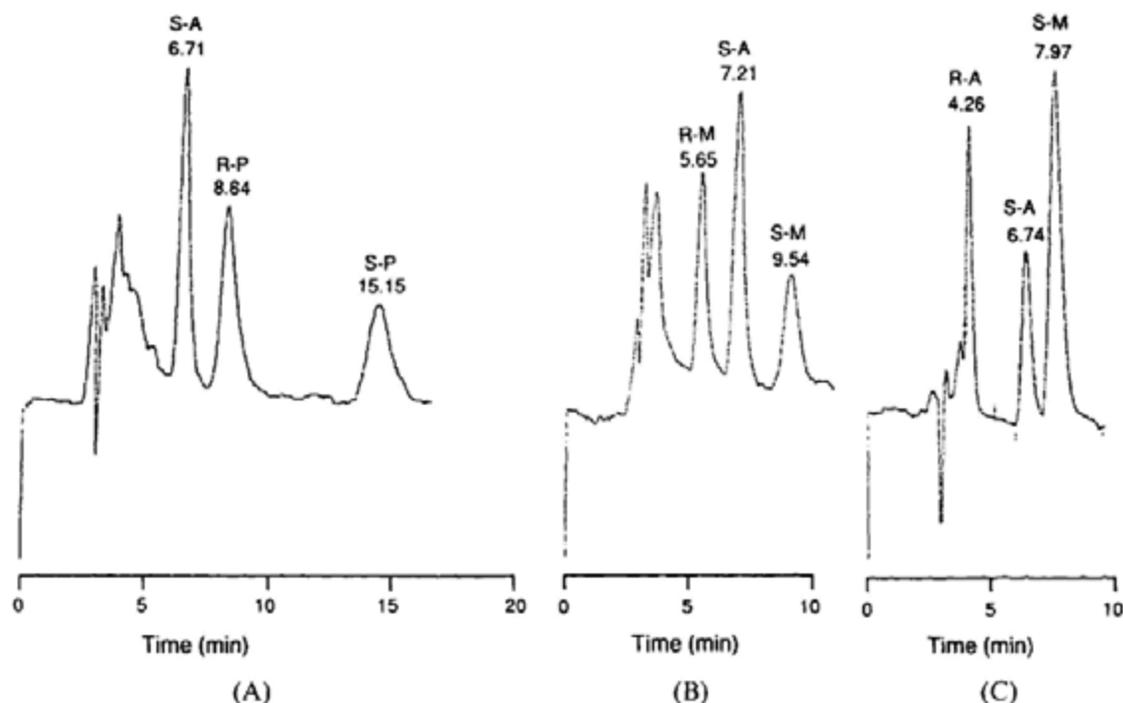 S-A
6.71
R-P
8.64
S-P
15.15
0 5 10 15 20
Time (min)
(A)
S-A
7.21
R-M
5.65
S-M
9.54
0 5 10
Time (min)
(B)
S-M
7.97
R-A
4.26
S-A
6.74
0 5 10
Time (min)
(C)